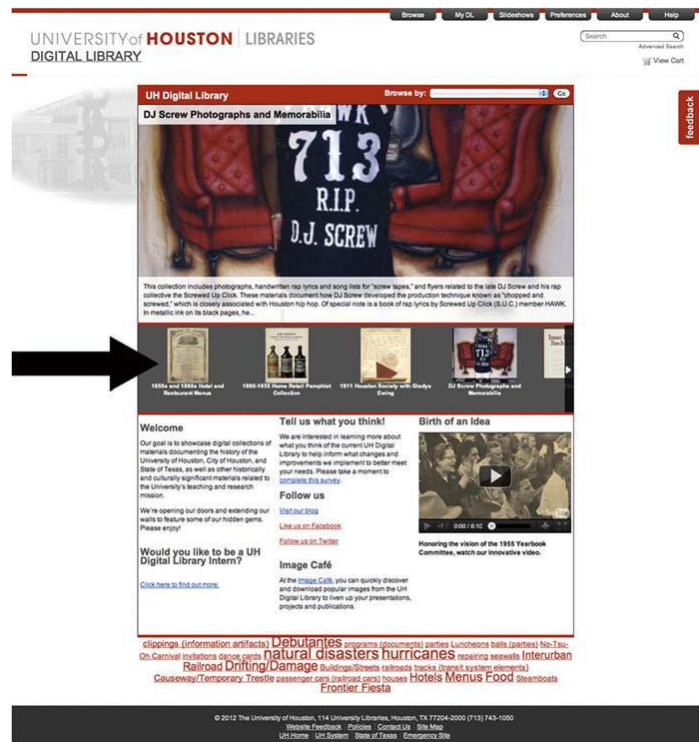 Browse My DL Slideshows Preferences About Help
UNIVERSITY of HOUSTON LIBRARIES
DIGITAL LIBRARY
Search
Advanced Search
View Cart
feedback
UH Digital Library
Browse by:
Go
DJ Screw Photographs and Memorabilia
HAWK
713
R.I.P.
D.J. SCREW
This collection includes photographs, handwritten rap lyrics and song lists for "screw tapes," and flyers related to the late DJ Screw and his rap
collective the Screwed Up Click. These materials document how DJ Screw developed the production technique known as "chopped and
screwed," which is closely associated with Houston hip hop. Of special note is a book of rap lyrics by Screwed Up Click (S.U.C.) member HAWK.
In metallic ink on its black pages, he...
1850s and 1860s Hotel and
Restaurant Menus
1890-1935 Home Retail Pamphlet
Collection
1911 Houston Society with Gladys
Ewing
DJ Screw Photographs and
Memorabilia
Welcome
Our goal is to showcase digital collections of
materials documenting the history of the
University of Houston, City of Houston, and
State of Texas, as well as other historically
and culturally significant materials related to
the University's teaching and research
mission.
We're opening our doors and extending our
walls to feature some of our hidden gems.
Please enjoy!
Would you like to be a UH
Digital Library Intern?
Click here to find out more.
Tell us what you think!
We are interested in learning more about
what you think of the current UH Digital
Library to help inform what changes and
improvements we implement to better meet
your needs. Please take a moment to
complete this survey.
Follow us
Visit our blog
Like us on Facebook
Follow us on Twitter
Image Café
At the Image Café, you can quickly discover
and download popular images from the UH
Digital Library to liven up your presentations,
projects and publications.
Birth of an Idea
0:00 / 6:10
Honoring the vision of the 1955 Yearbook
Committee, watch our innovative video.
clippings (information artifacts) Debutantes programs (documents) parties Luncheons balls (parties) No-Tsu-
Oh Carnival invitations dance cards natural disasters hurricanes repairing seawalls Interurban
Railroad Drifting/Damage Buildings/Streets railroads tracks (transit system elements)
Causeway/Temporary Trestle passenger cars (railroad cars) houses Hotels Menus Food Steamboats
Frontier Fiesta
© 2012 The University of Houston, 114 University Libraries, Houston, TX 77204-2000 (713) 743-1050
Website Feedback | Policies | Contact Us | Site Map
UH Home | UH System | State of Texas | Emergency Site